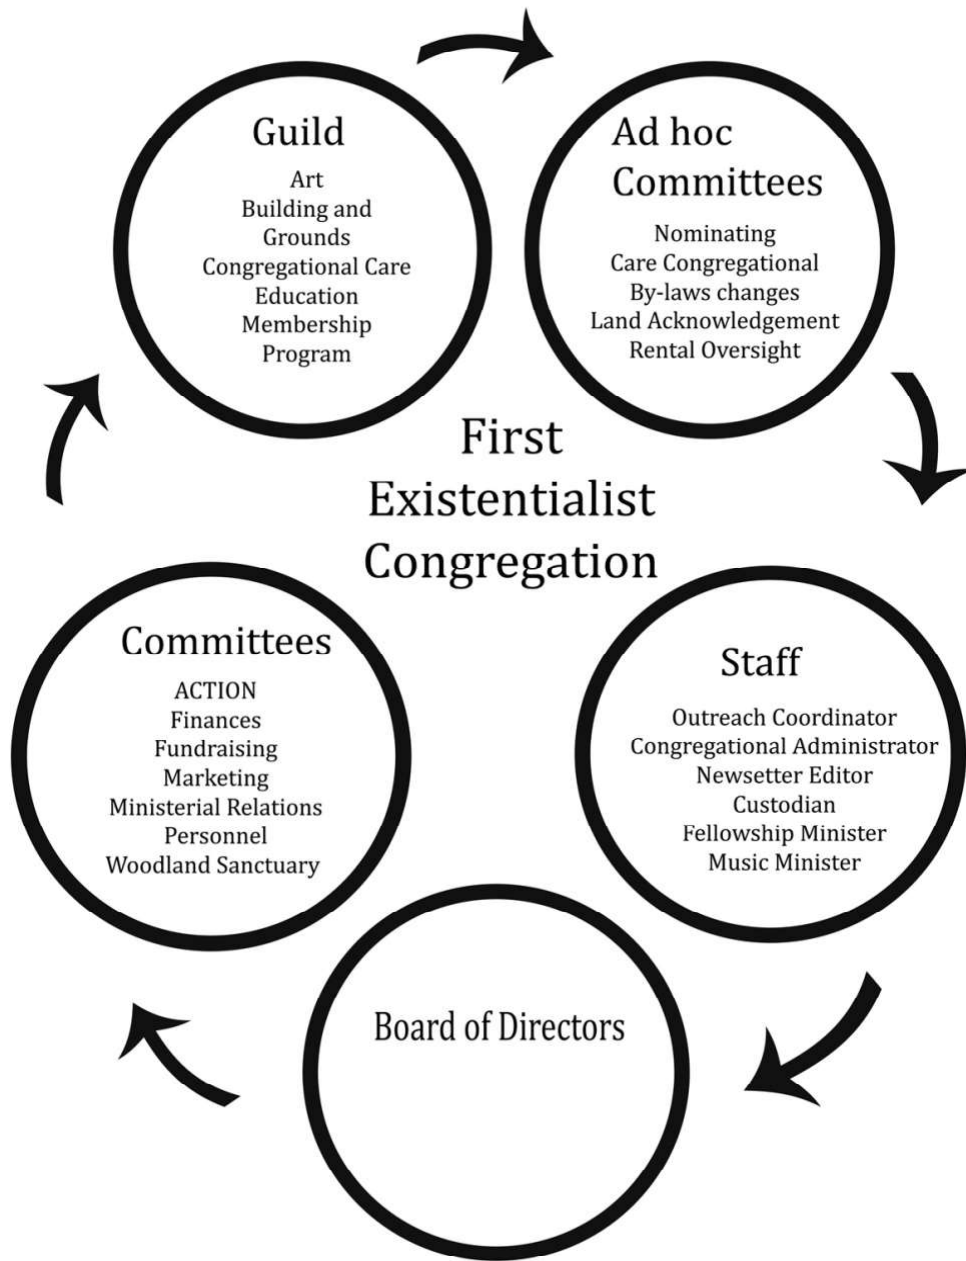 Guild
Art
Building and
Grounds
Congregational Care
Education
Membership
Program
Ad hoc
Committees
Nominating
Care Congregational
By-laws changes
Land Acknowledgement
Rental Oversight
First
Existentialist
Congregation
Committees
ACTION
Finances
Fundraising
Marketing
Ministerial Relations
Personnel
Woodland Sanctuary
Staff
Outreach Coordinator
Congregational Administrator
Newsetter Editor
Custodian
Fellowship Minister
Music Minister
Board of Directors